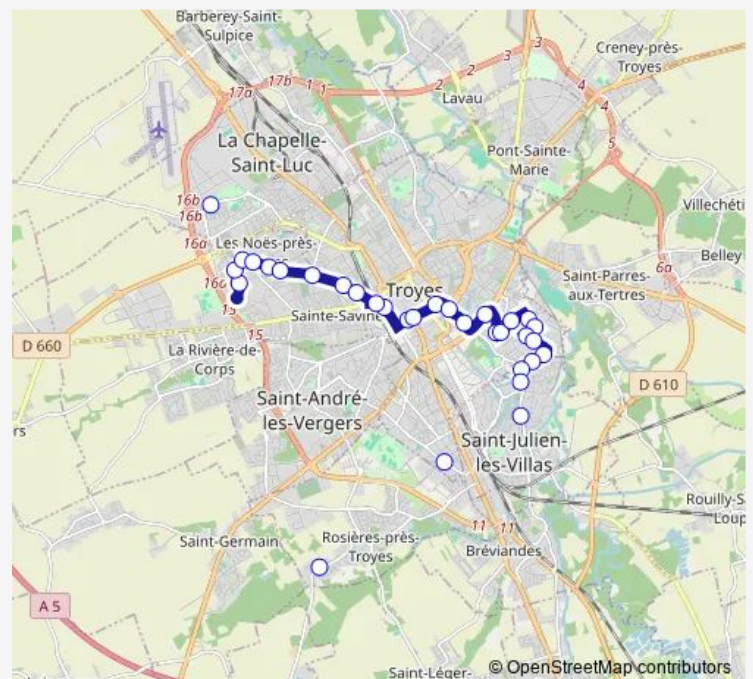 Barberey-Saint-
Sulpice
Creney-près-
Troyes
17a
17b
1
1
2
2
3
3
4
4
Lavau
La Chapelle-
Saint-Luc
Pont-Sainte-
Marie
5
16b
16b
Villechéti
Les Noës-près-
16a
Belley
6a
Saint-Parres-
aux-Tertres
Troyes
15
Sainte-Savine
D 660
La Rivière-de-
Corps
15
D 610
Saint-André-
les-Vergers
rs
Saint-Julien-
les-Villas
Rouilly-S
Loup
Saint-Germain
Rosières-près-
Troyes
11
11
Bréviandes
A 5
Saint-Léger-
© OpenStreetMap contributors